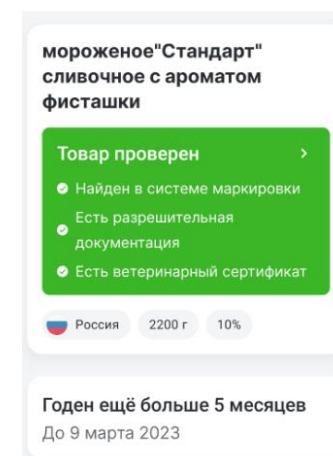 мороженое"Стандарт"
сливочное с ароматом
фисташки
Товар проверен
Найден в системе маркировки
Есть разрешительная
документация
Есть ветеринарный сертификат
Россия 2200 г 10%
Годен ещё больше 5 месяцев
До 9 марта 2023